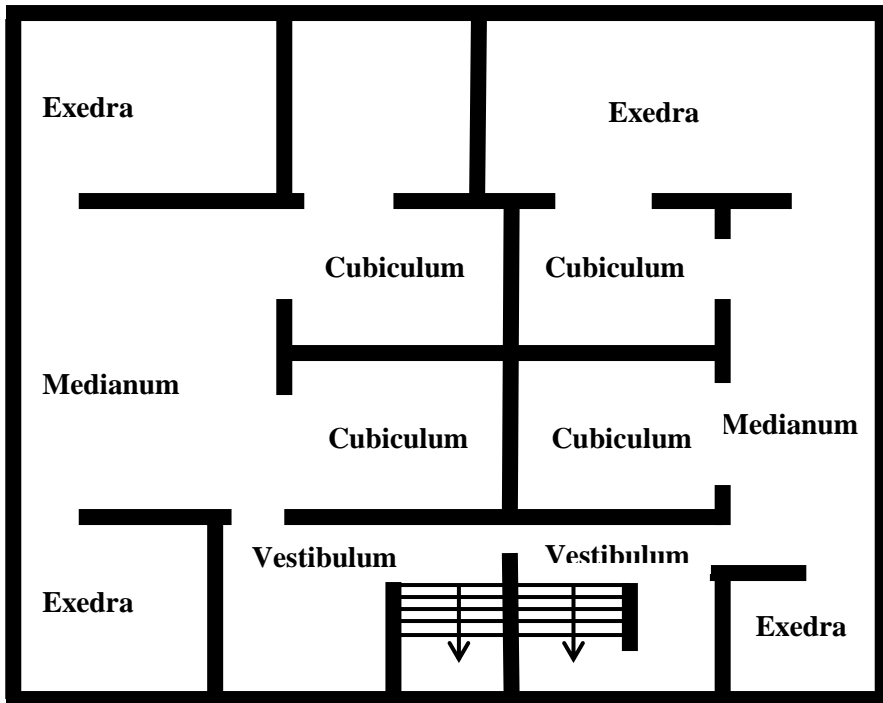 Exedra
Exedra
Cubiculum
Cubiculum
Medianum
Cubiculum
Cubiculum
Medianum
Vestibulum
Vestibulum
Exedra
Exedra